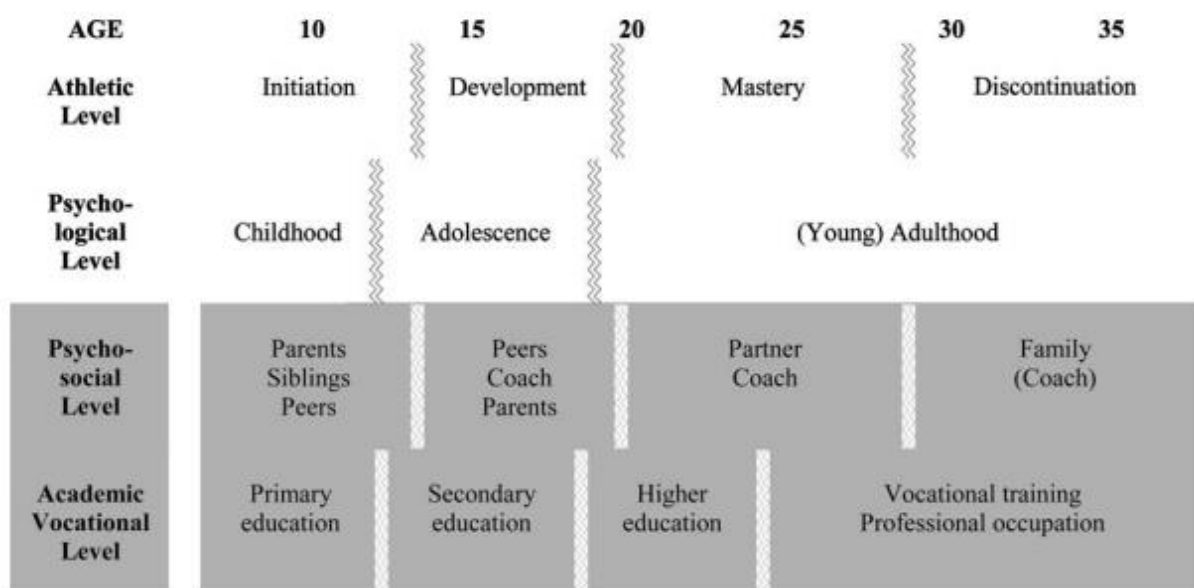 AGE 10 15 20 25 30 35
Athletic Level Initiation Development Mastery Discontinuation
Psycho-
logical
Level Childhood Adolescence (Young) Adulthood
Psycho-
social
Level
Parents
Siblings
Peers
Peers
Coach
Parents
Partner
Coach
Family
(Coach)
Academic
Vocational
Level
Primary
education
Secondary
education
Higher
education
Vocational training
Professional occupation